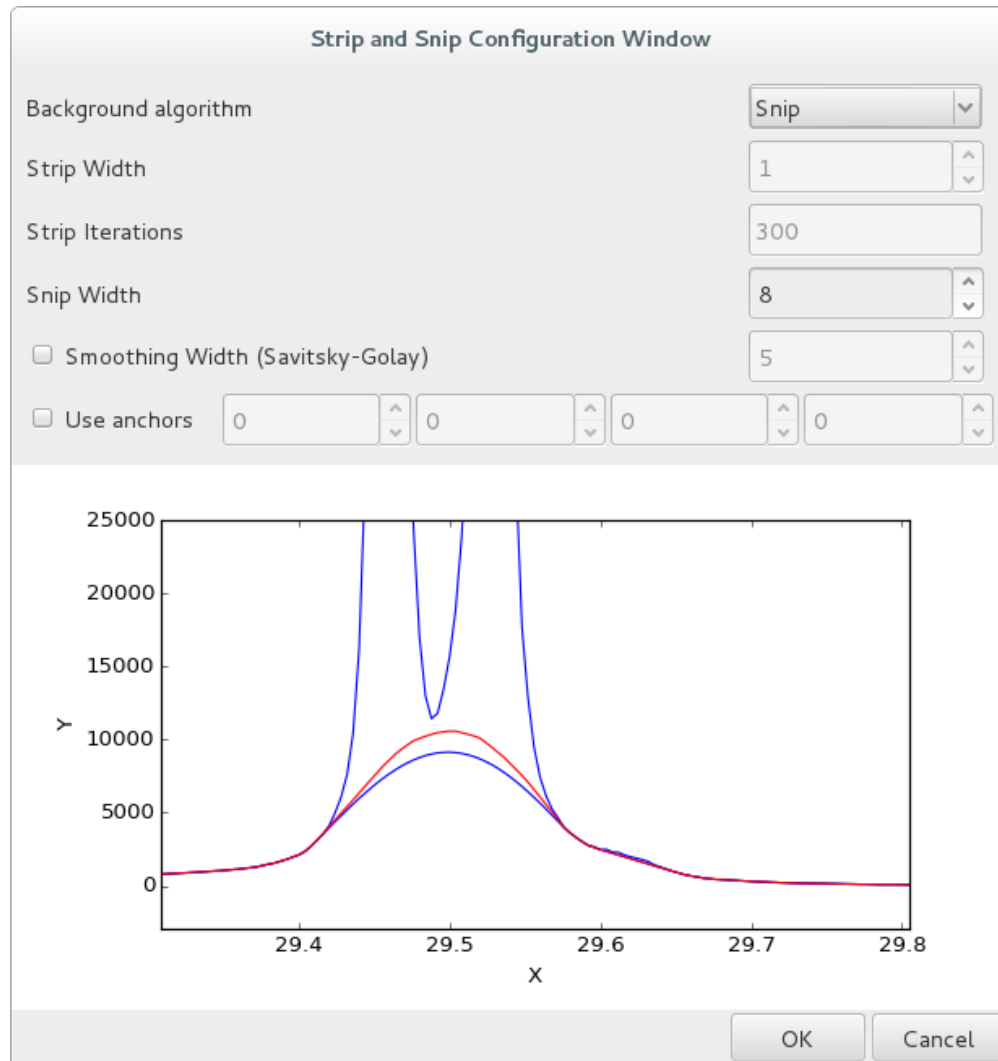 Strip and Snip Configuration Window
Background algorithm Snip
Strip Width 1
Strip Iterations 300
Snip Width 8
Smoothing Width (Savitsky-Golay) 5
Use anchors 0 0 0 0
25000
20000
15000
10000
5000
0
Y
29.4 29.5 29.6 29.7 29.8
X
OK Cancel